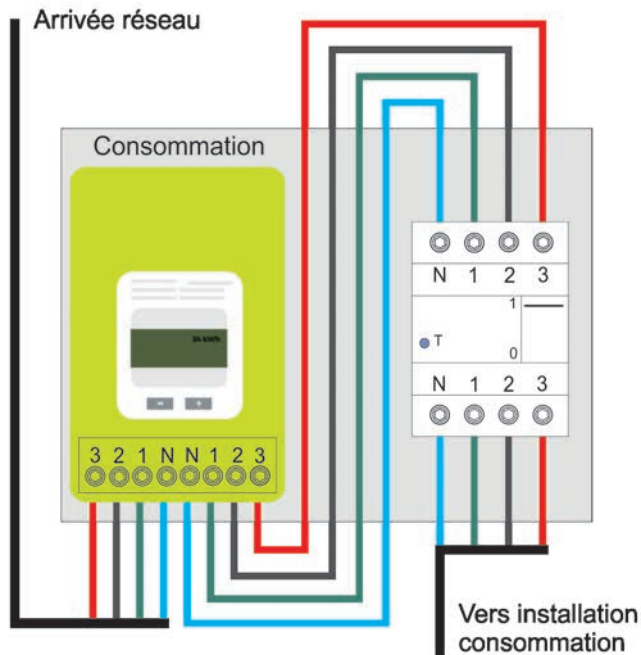 Arrivée réseau
Consommation
N 1 2 3
1
T
0
N 1 2 3
3 2 1 N N 1 2 3
- +
Vers installation
consommation